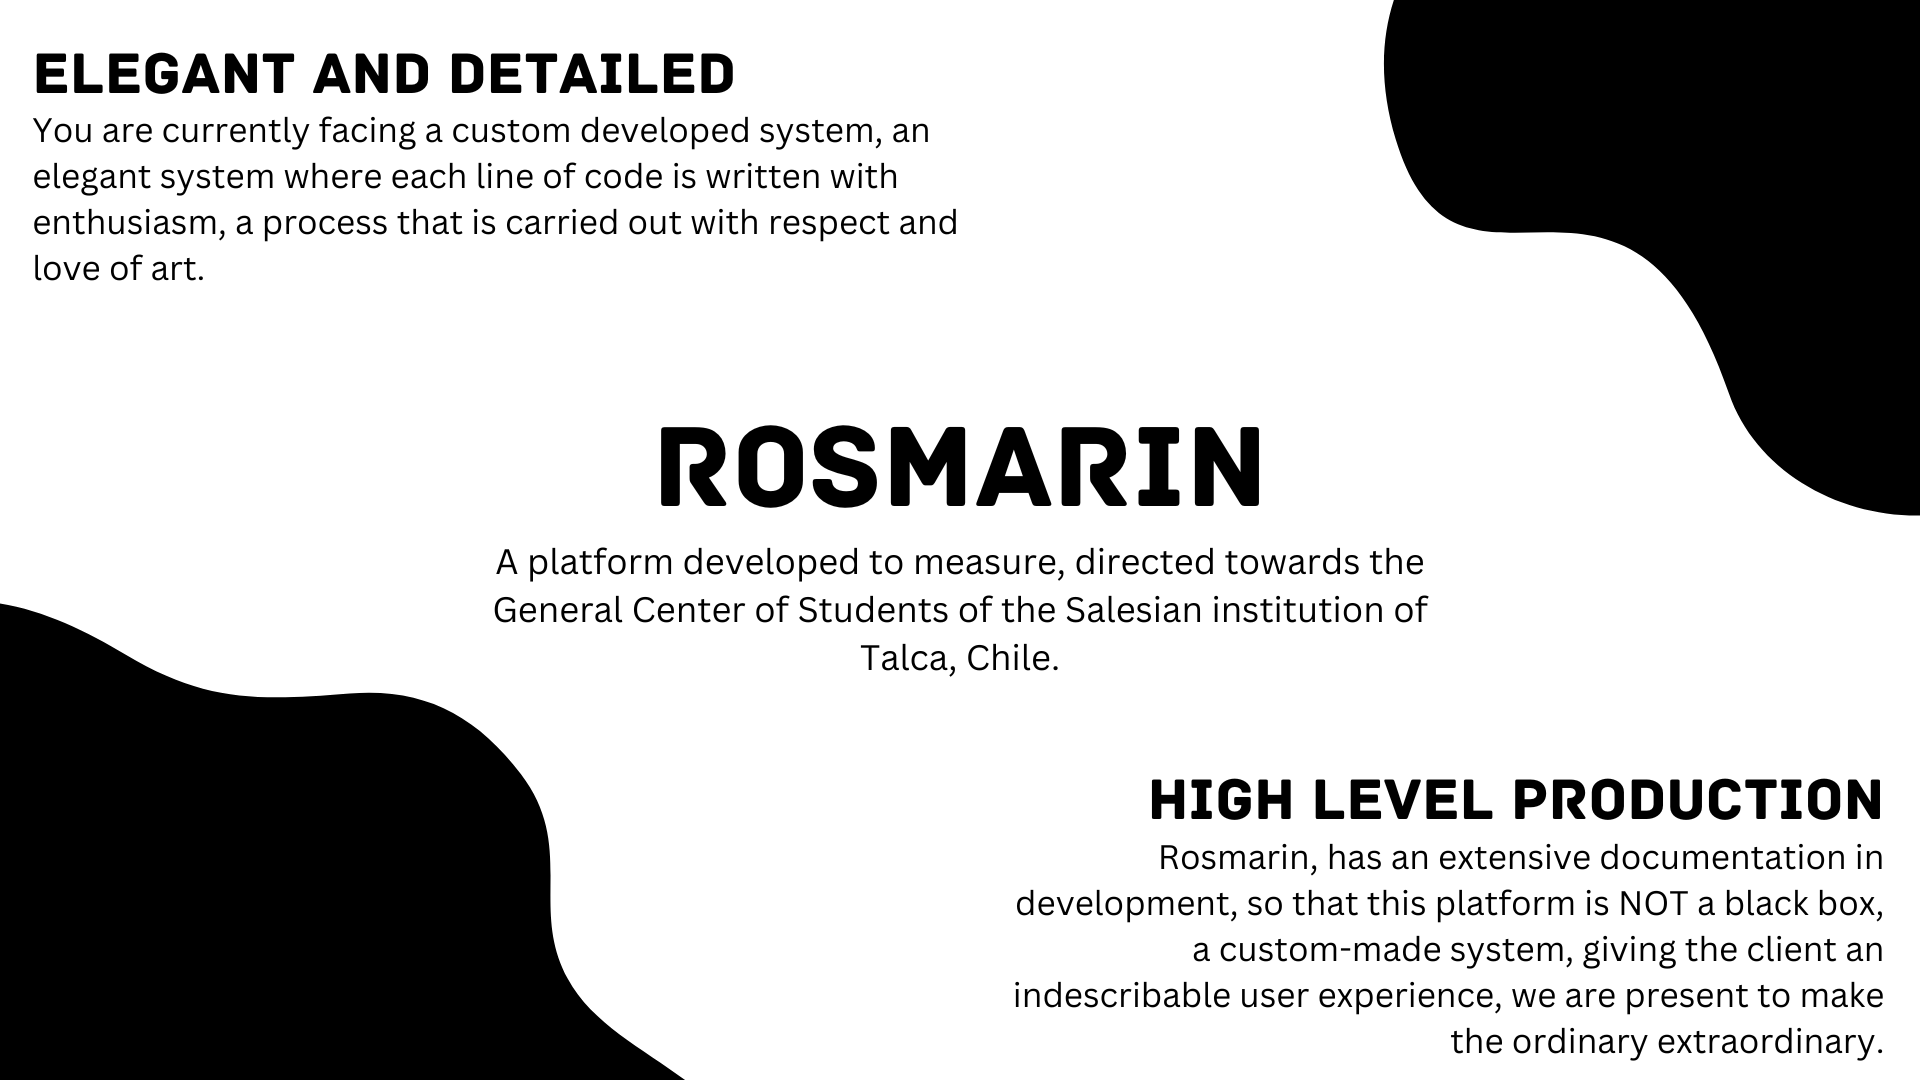 ELEGANT AND DETAILED
You are currently facing a custom developed system, an
elegant system where each line of code is written with
enthusiasm, a process that is carried out with respect and
love of art.
ROSMARIN
A platform developed to measure, directed towards the
General Center of Students of the Salesian institution of
Talca, Chile.
HIGH LEVEL PRODUCTION
Rosmarin, has an extensive documentation in
development, so that this platform is NOT a black box,
a custom-made system, giving the client an
indescribable user experience, we are present to make
the ordinary extraordinary.